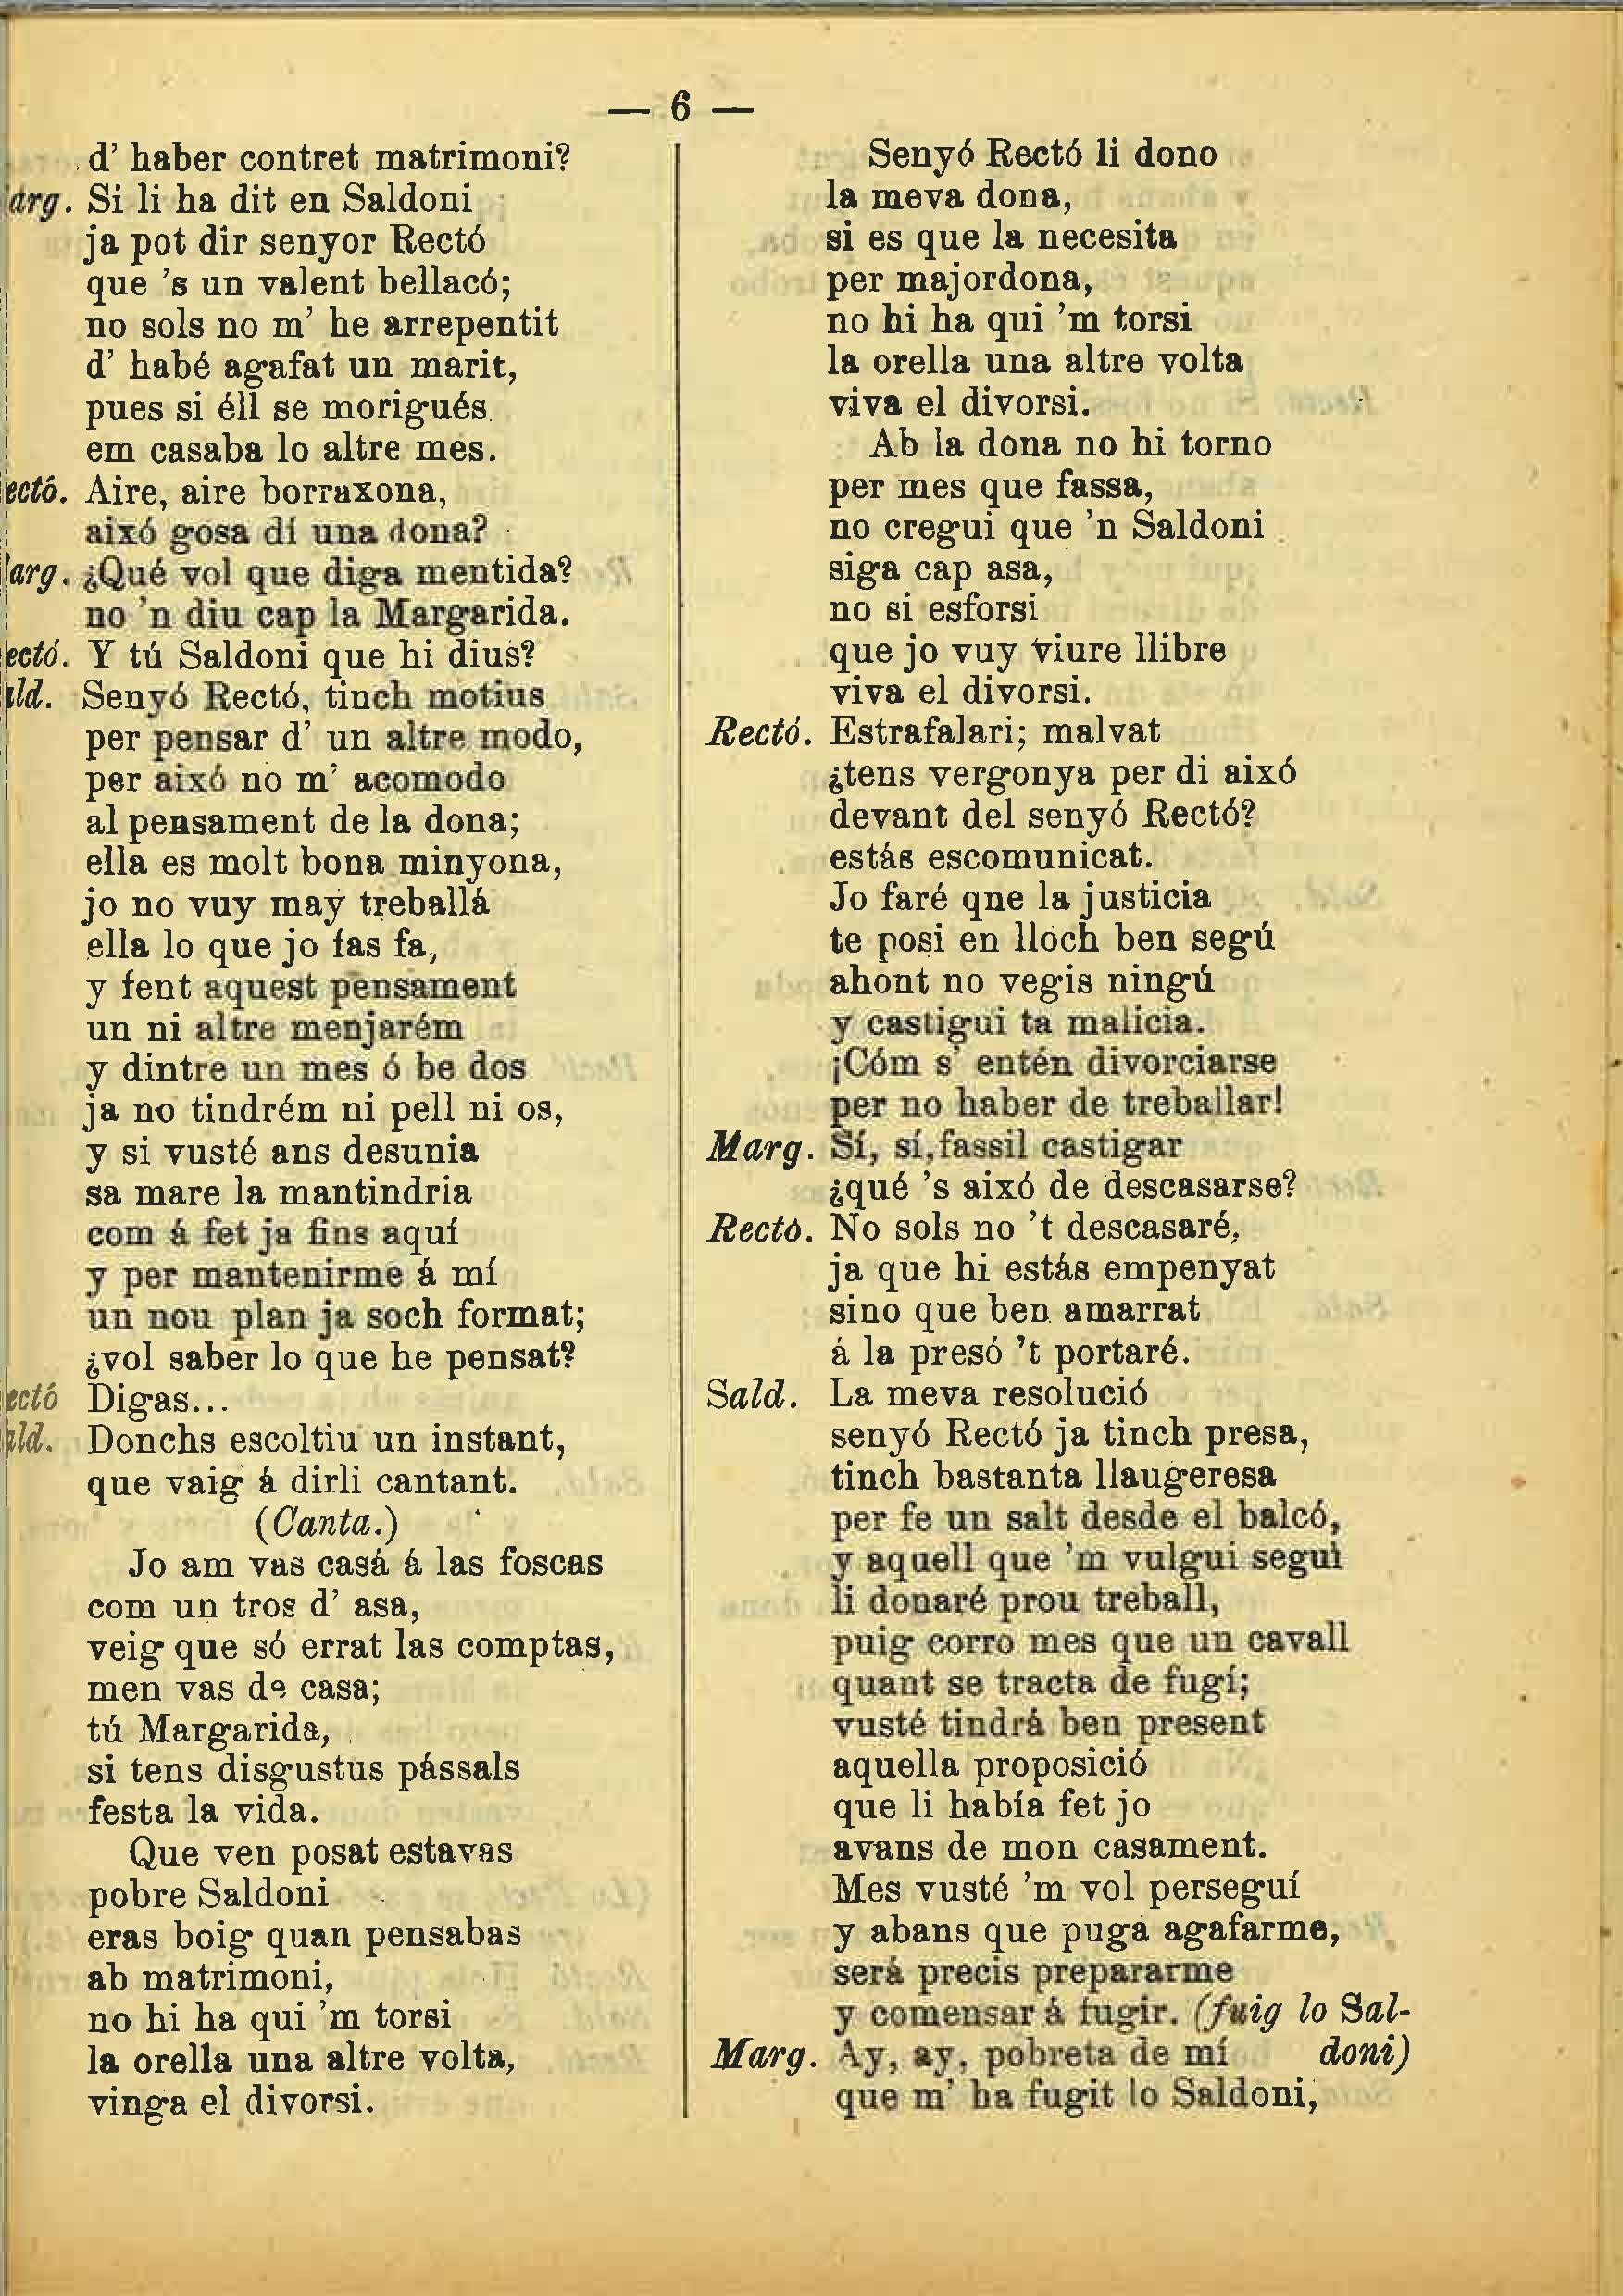 — 6 —
d' haber contret matrimoni?
arg. Si li ha dit en Saldoni
ja pot dir senyor Rectó
que 's un valent bellacó;
no sols no m' he arrepentit
d' habé agafat un marit,
pues si éll se morigués
em casaba lo altre mes.
ectó. Aire, aire borraxona,
aixó gosa dí una dona?
arg. ¿Qué vol que diga mentida?
no 'n diu cap la Margarida.
ectó. Y tú Saldoni que hi dius?
ald. Senyó Rectó, tinch motius
per pensar d' un altre modo,
per aixó no m' acomodo
al pensament de la dona;
ella es molt bona minyona,
jo no vuy may treballá
ella lo que jo fas fa,
y fent aquest pensament
un ni altre menjarém
y dintre un mes ó be dos
ja no tindrém ni pell ni os,
y si vusté ans desunia
sa mare la mantindria
com á fet ja fins aquí
y per mantenirme á mí
un nou plan ja soch format;
¿vol saber lo que he pensat?
ectó Digas...
ald. Donchs escoltiu un instant,
que vaig á dirli cantant.
(Canta.)
Jo am vas casá á las foscas
com un tros d' asa,
veig que só errat las comptas,
men vas de casa;
tú Margarida,
si tens disgustus pássals
festa la vida.
Que ven posat estavas
pobre Saldoni
eras boig quan pensabas
ab matrimoni,
no hi ha qui 'm torsi
la orella una altre volta,
vinga el divorsi.
Senyó Rectó li dono
la meva dona,
si es que la necesita
per majordona,
no hi ha qui 'm torsi
la orella una altre volta
viva el divorsi.
Ab la dona no hi torno
per mes que fassa,
no cregui que 'n Saldoni
siga cap asa,
no si esforsi
que jo vuy viure llibre
viva el divorsi.
Rectó. Estrafalari; malvat
¿tens vergonya per di aixó
devant del senyó Rectó?
estás escomunicat.
Jo faré qne la justicia
te posi en lloch ben segú
ahont no vegis ningú
y castigui ta malicia.
¡Cóm s' entén divorciarse
per no haber de treballar!
Marg. Sí, sí, fassil castigar
¿qué 's aixó de descasarse?
Rectó. No sols no 't descasaré,
ja que hi estás empenyat
sino que ben amarrat
á la presó 't portaré.
Sald. La meva resolució
senyó Rectó ja tinch presa,
tinch bastanta llaugeresa
per fe un salt desde el balcó,
y aquell que 'm vulgui segui
li donaré prou treball,
puig corro mes que un cavall
quant se tracta de fugí;
vusté tindrá ben present
aquella proposició
que li había fet jo
avans de mon casament.
Mes vusté 'm vol perseguí
y abans que puga agafarme,
será precis prepararme
y comensar á fugir. (fuig lo Sal-
Marg. Ay, ay, pobreta de mí doni)
que m' ha fugit lo Saldoni,